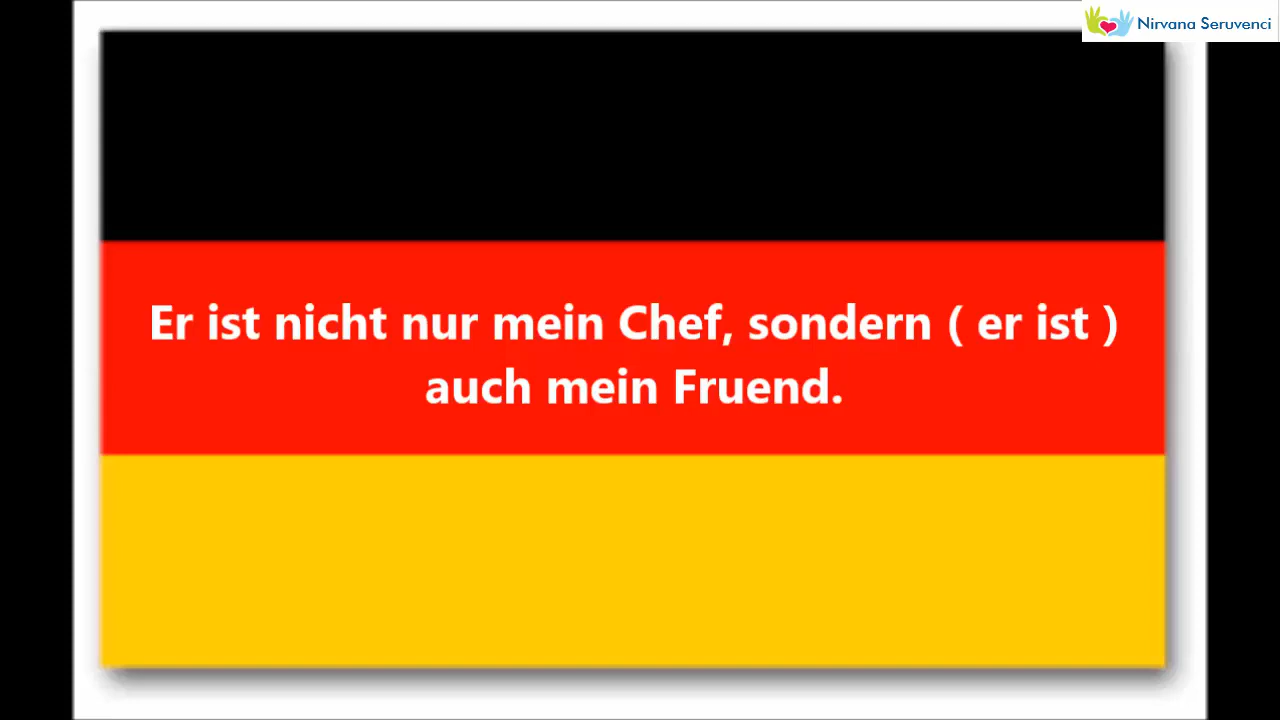 Nirvana Seruvenci
Er ist nicht nur mein Chef, sondern ( er ist )
auch mein Fruend.